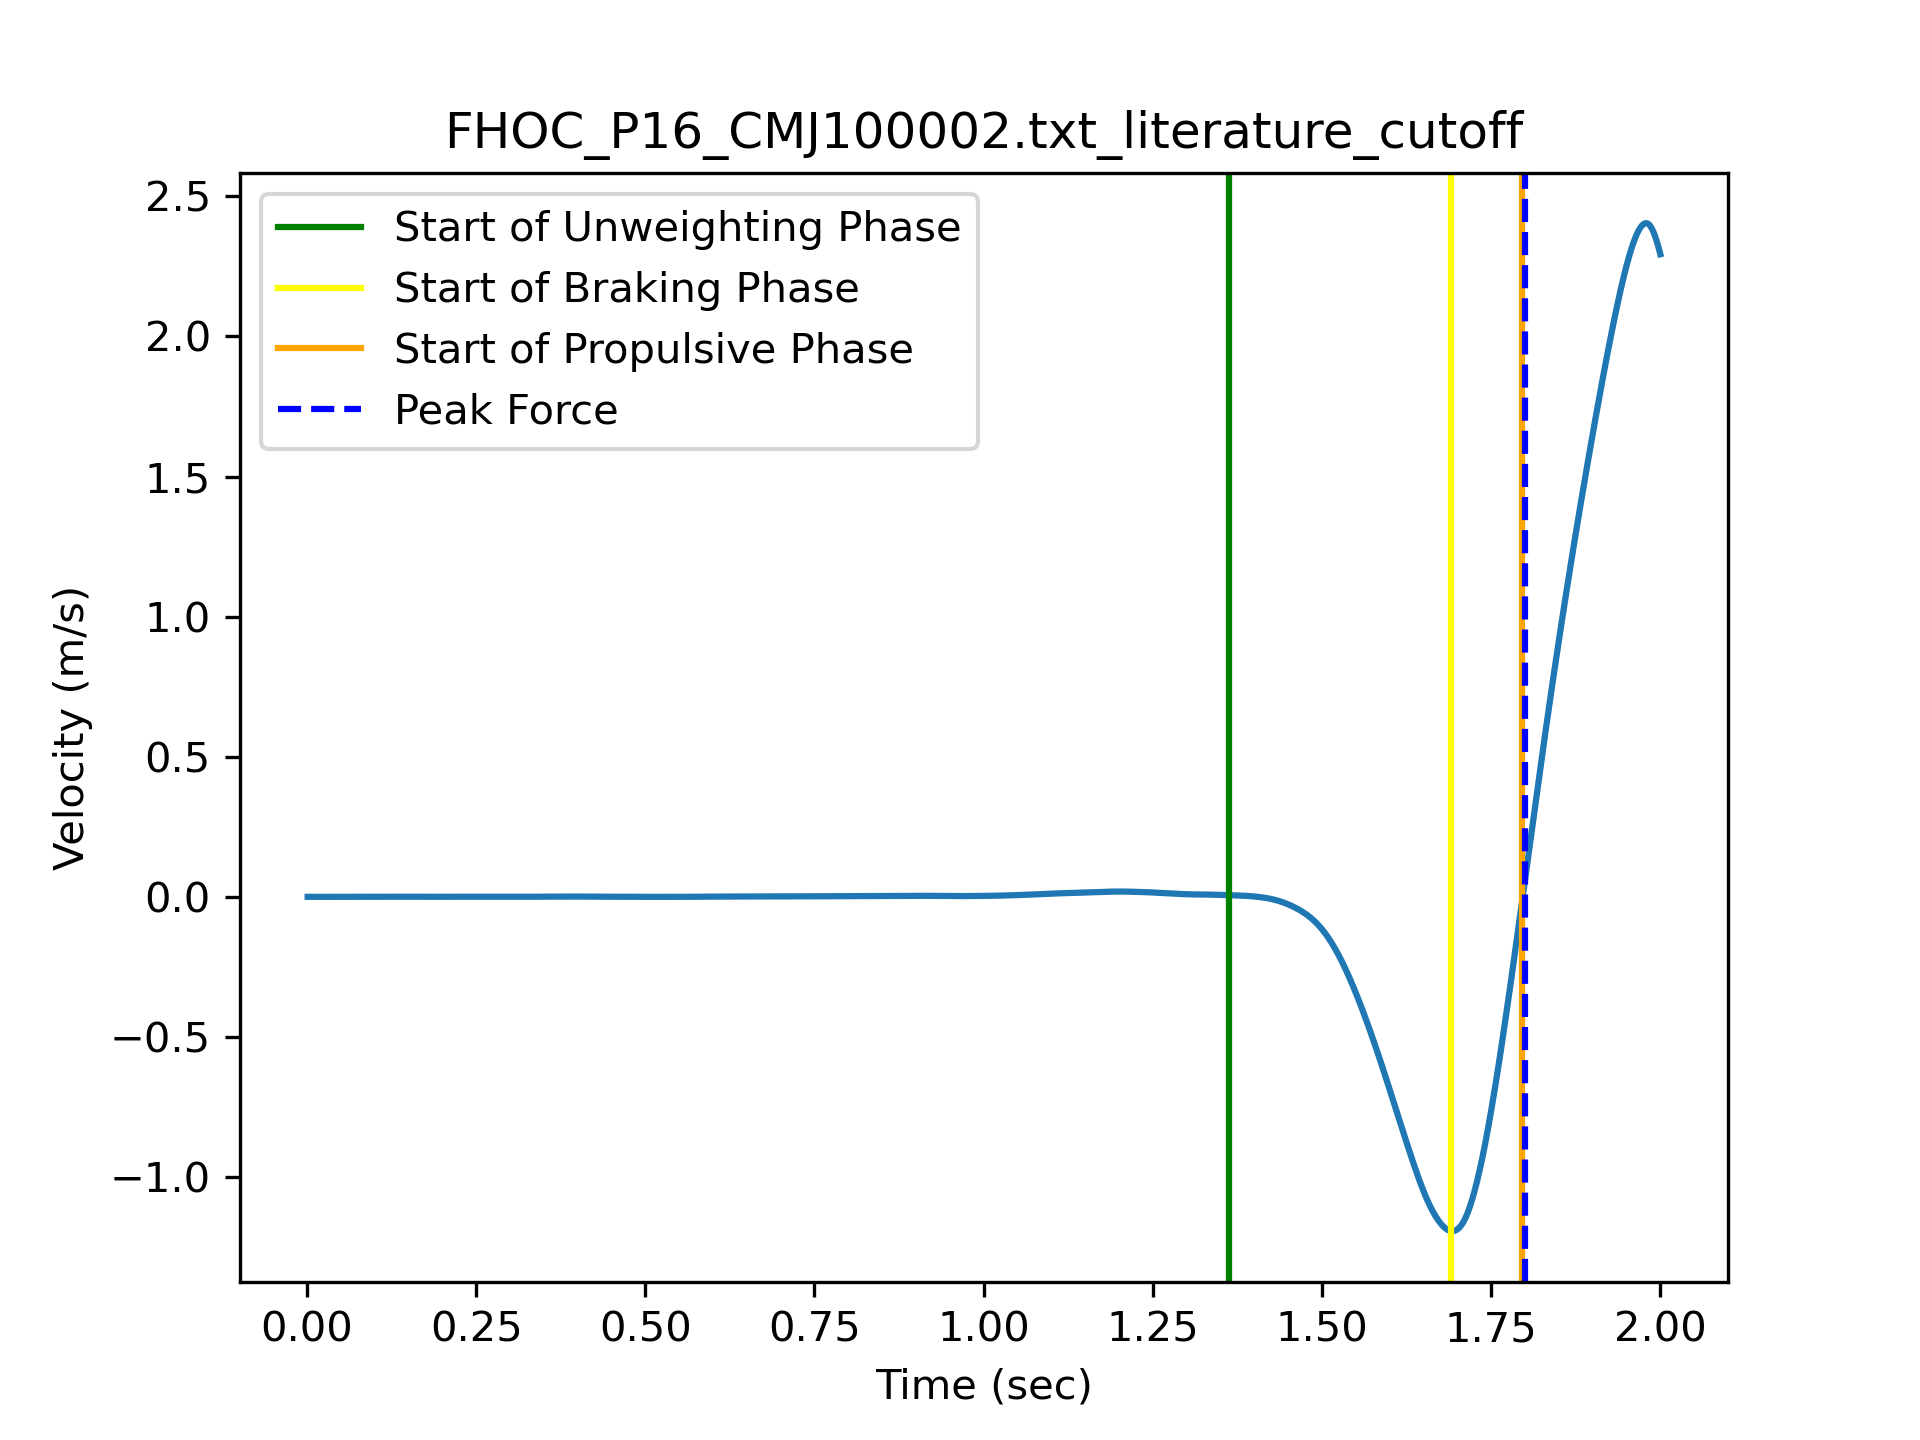 FHOC_P16_CMJ100002.txt_literature_cutoff
Start of Unweighting Phase
Start of Braking Phase
Start of Propulsive Phase
Peak Force
2.5
2.0
1.5
1.0
0.5
0.0
−0.5
−1.0
Velocity (m/s)
0.00 0.25 0.50 0.75 1.00 1.25 1.50 1.75 2.00
Time (sec)